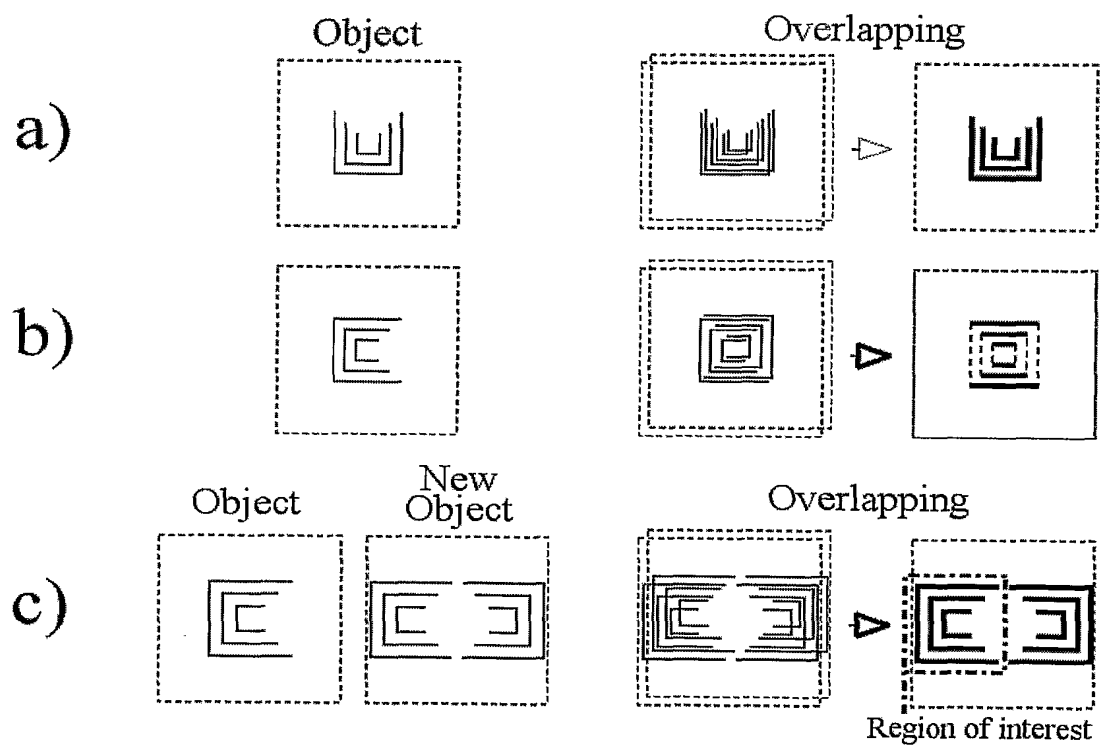 Object
Overlapping
a)
b)
Object
New
Object
Overlapping
c)
Region of interest